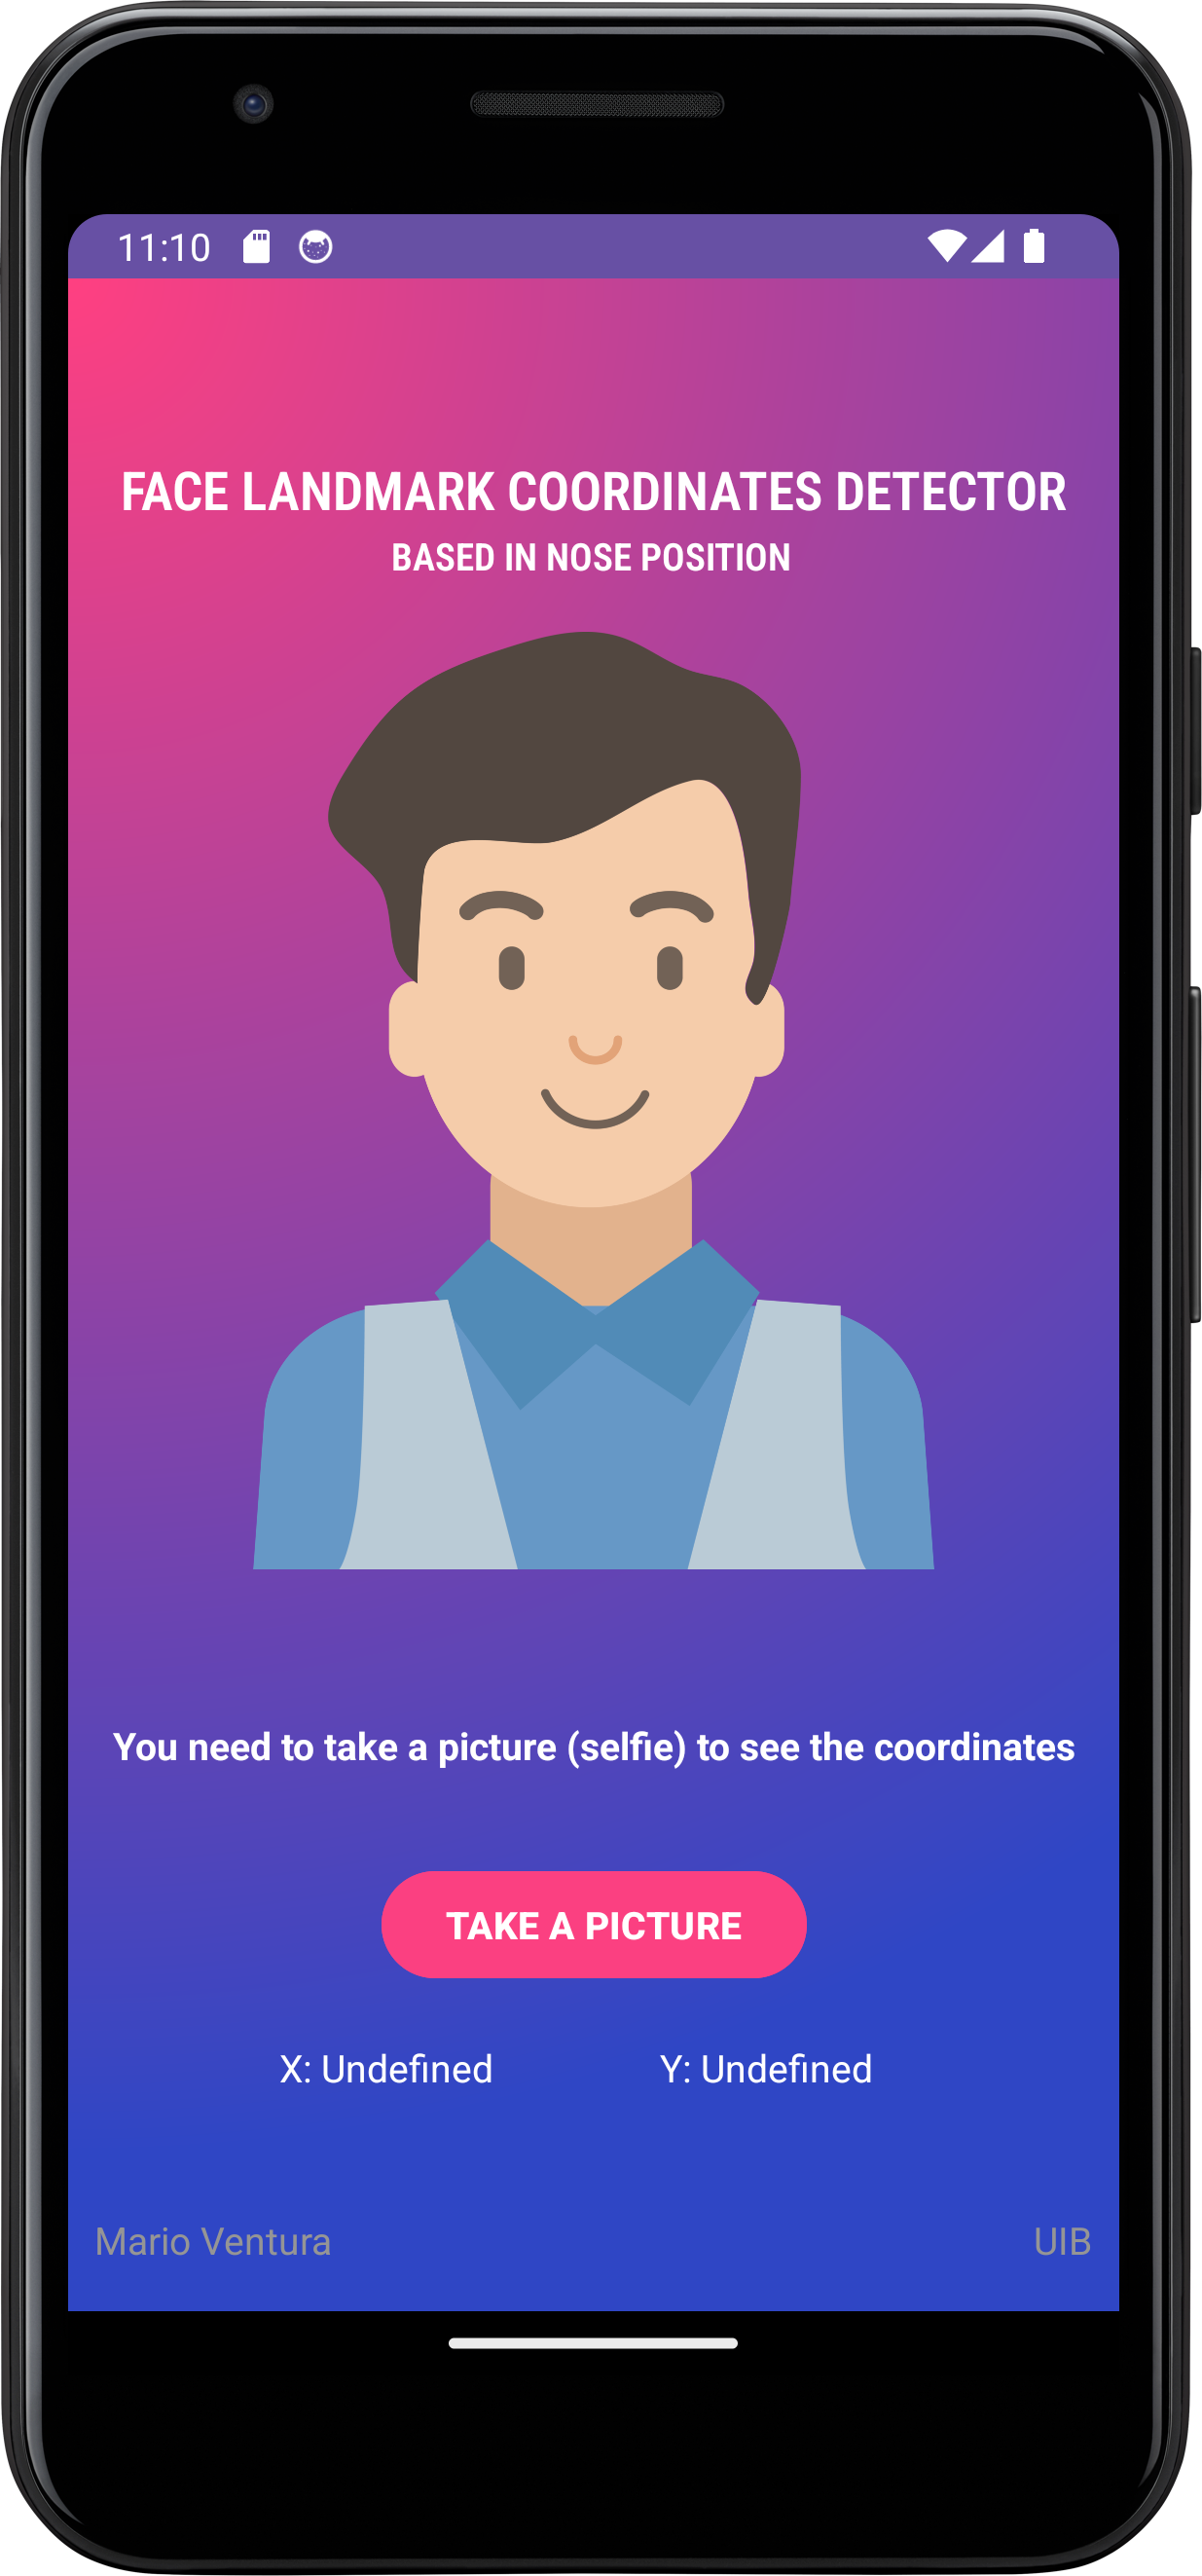 11:10
FACE LANDMARK COORDINATES DETECTOR
BASED IN NOSE POSITION
You need to take a picture (selfie) to see the coordinates
TAKE A PICTURE
X: Undefined Y: Undefined
Mario Ventura UIB